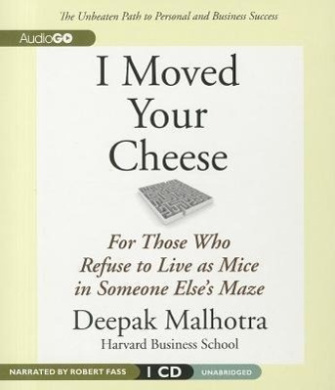 The Unbeaten Path to Personal and Business Success
AudioGO
I Moved
Your
Cheese
For Those Who
Refuse to Live as Mice
in Someone Else's Maze
Deepak Malhotra
Harvard Business School
NARRATED BY ROBERT FASS 1 CD UNABRIDGED